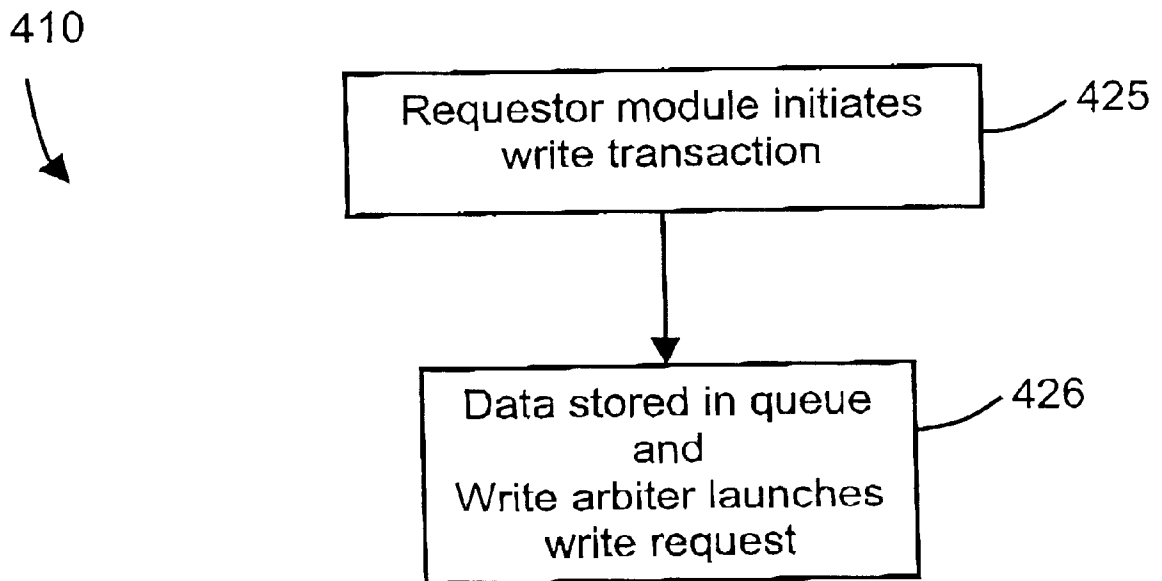 410
Requestor module initiates
write transaction
425
Data stored in queue
and
Write arbiter launches
write request
426